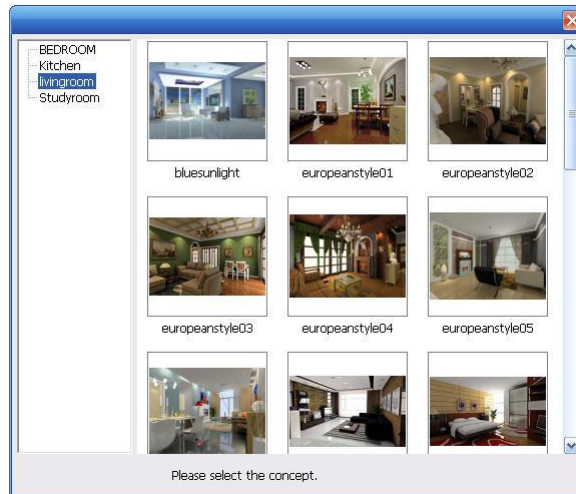 BEDROOM
Kitchen
livingroom
Studyroom
bluesunlight
europeanstyle01
europeanstyle02
europeanstyle03
europeanstyle04
europeanstyle05
Please select the concept.